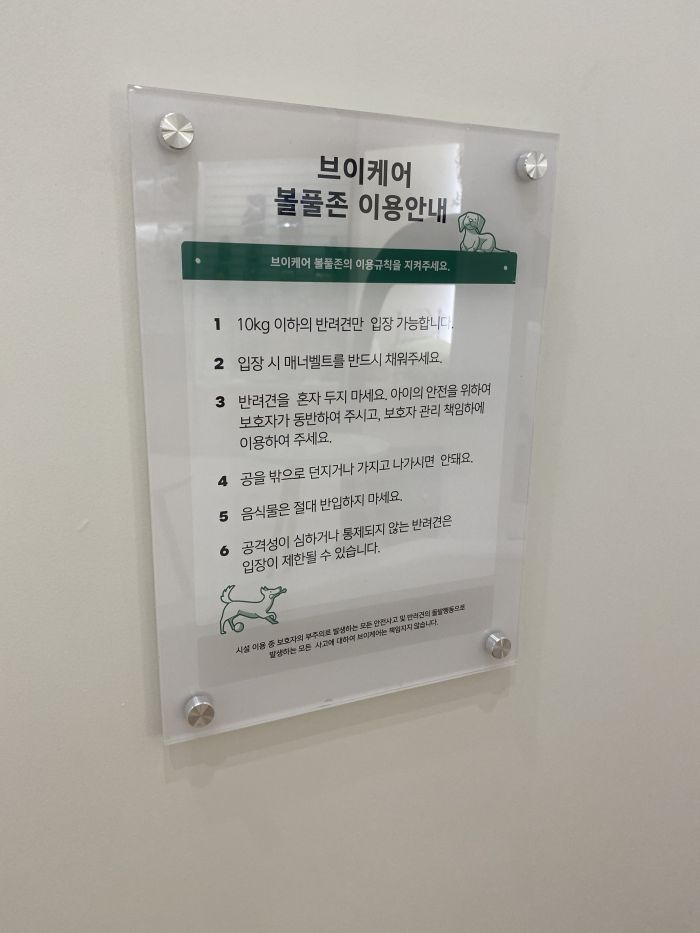 브이케어
볼풀존 이용안내
브이케어 볼풀존의 이용규칙을 지켜주세요.
1 10kg 이하의 반려견만 입장 가능합니다.
2 입장 시 매너벨트를 반드시 채워주세요.
3 반려견을 혼자 두지 마세요. 아이의 안전을 위하여
보호자가 동반하여 주시고, 보호자 관리 책임하에
이용하여 주세요.
4 공을 밖으로 던지거나 가지고 나가시면 안돼요.
5 음식물은 절대 반입하지 마세요.
6 공격성이 심하거나 통제되지 않는 반려견은
입장이 제한될 수 있습니다.
시설 이용 중 보호자의 부주의로 발생하는 모든 안전사고 및 반려견의 돌발행동으로
발생하는 모든 사고에 대하여 브이케어는 책임지지 않습니다.